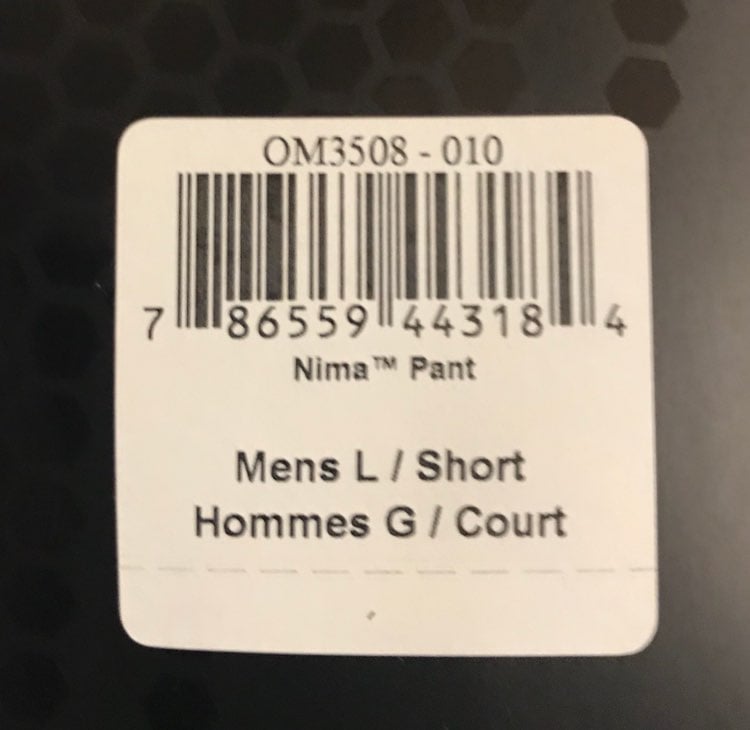 OM3508 - 010
7 86559 44318 4
Nima™ Pant
Mens L / Short
Hommes G / Court